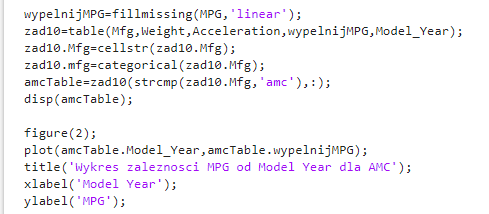 wypelnijMPG=fillmissing(MPG,'linear');
zad10=table(Mfg,Weight,Acceleration,wypelnijMPG,Model_Year);
zad10.Mfg=cellstr(zad10.Mfg);
zad10.mfg=categorical(zad10.Mfg);
amcTable=zad10(strcmp(zad10.Mfg,'amc'),:);
disp(amcTable);
figure(2);
plot(amcTable.Model_Year,amcTable.wypelnijMPG);
title('Wykres zaleznosci MPG od Model Year dla AMC');
xlabel('Model Year');
ylabel('MPG');